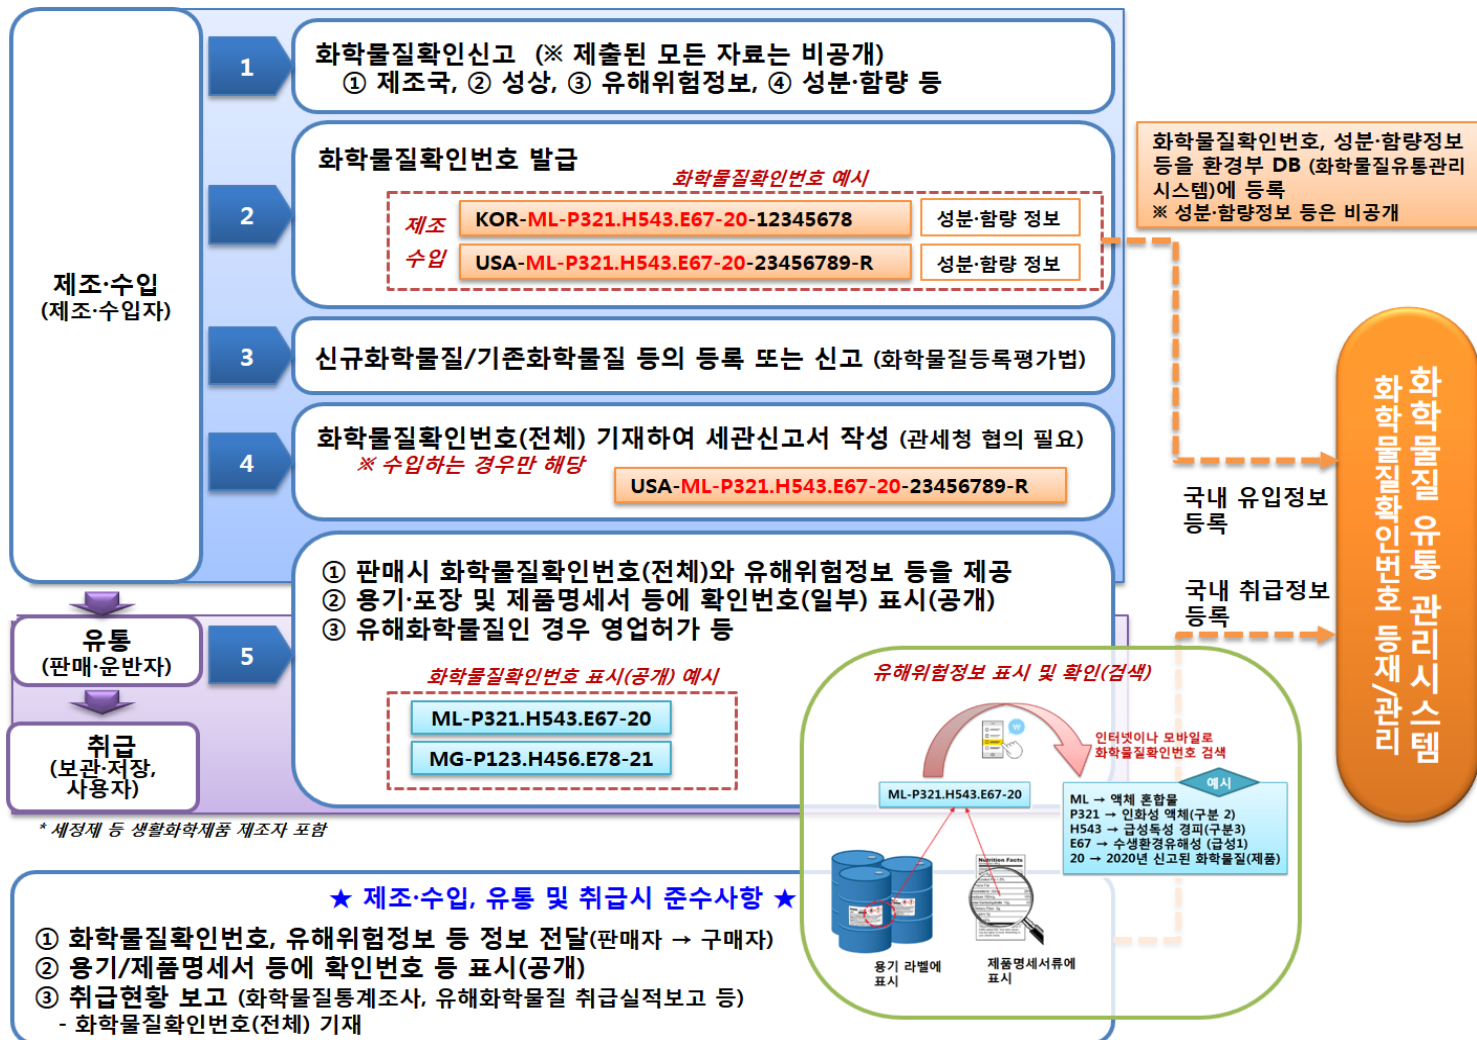 제조·수입
(제조·수입자)
1
화학물질확인신고 (※ 제출된 모든 자료는 비공개)
① 제조국, ② 성상, ③ 유해위험정보, ④ 성분·함량 등
2
화학물질확인번호 발급
화학물질확인번호 예시
제조
KOR-ML-P321.H543.E67-20-12345678
성분·함량 정보
수입
USA-ML-P321.H543.E67-20-23456789-R
성분·함량 정보
3
신규화학물질/기존화학물질 등의 등록 또는 신고 (화학물질등록평가법)
4
화학물질확인번호(전체) 기재하여 세관신고서 작성 (관세청 협의 필요)
※ 수입하는 경우만 해당
USA-ML-P321.H543.E67-20-23456789-R
화학물질확인번호, 성분·함량정보
등을 환경부 DB (화학물질유통관리
시스템)에 등록
※ 성분·함량정보 등은 비공개
국내 유입정보
등록
국내 취급정보
등록
화학물질 유통 관리시스템
화학물질확인번호 등재/관리
유통
(판매·운반자)
취급
(보관·저장,
사용자)
* 세정제 등 생활화학제품 제조자 포함
5
① 판매시 화학물질확인번호(전체)와 유해위험정보 등을 제공
② 용기·포장 및 제품명세서 등에 확인번호(일부) 표시(공개)
③ 유해화학물질인 경우 영업허가 등
화학물질확인번호 표시(공개) 예시
ML-P321.H543.E67-20
MG-P123.H456.E78-21
유해위험정보 표시 및 확인(검색)
인터넷이나 모바일로
화학물질확인번호 검색
ML-P321.H543.E67-20
예시
ML → 액체 혼합물
P321 → 인화성 액체(구분 2)
H543 → 급성독성 경피(구분3)
E67 → 수생환경유해성 (급성1)
20 → 2020년 신고된 화학물질(제품)
Nutrition Facts
용기 라벨에
표시
제품명세서류에
표시
★ 제조·수입, 유통 및 취급시 준수사항 ★
① 화학물질확인번호, 유해위험정보 등 정보 전달(판매자 → 구매자)
② 용기/제품명세서 등에 확인번호 등 표시(공개)
③ 취급현황 보고 (화학물질통계조사, 유해화학물질 취급실적보고 등)
- 화학물질확인번호(전체) 기재